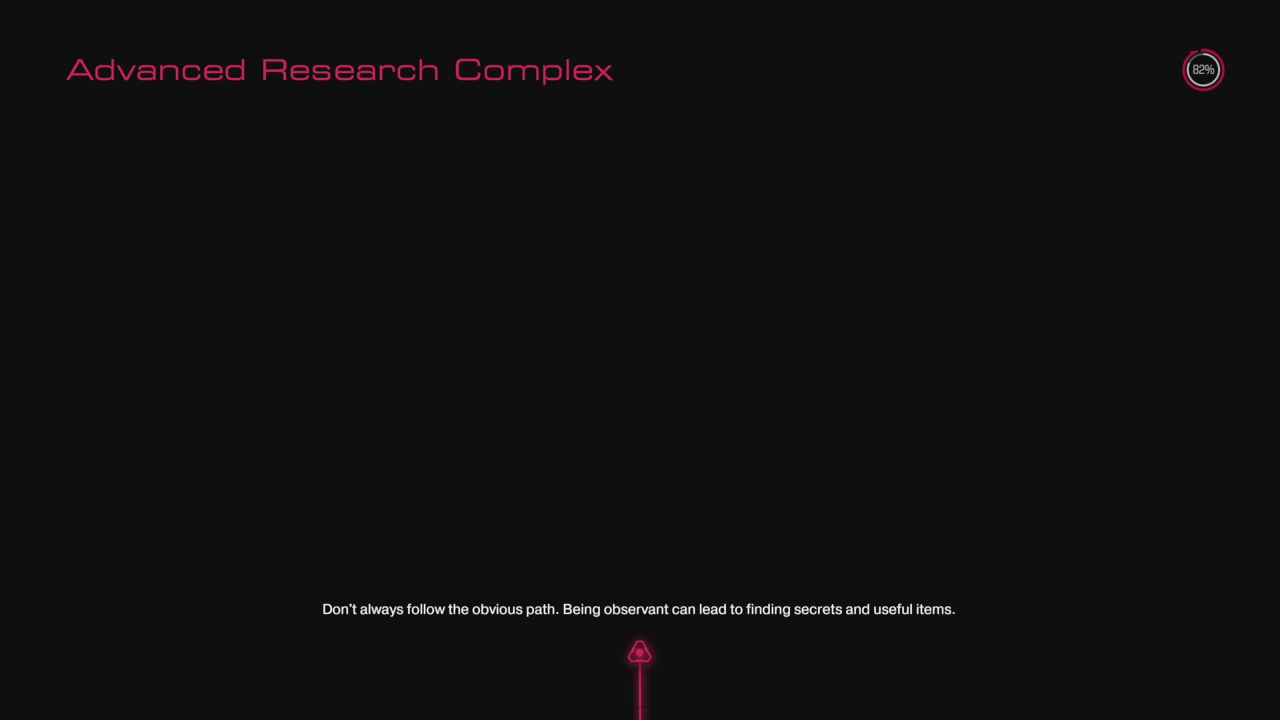 Advanced Research Complex
82%
Don't always follow the obvious path. Being observant can lead to finding secrets and useful items.